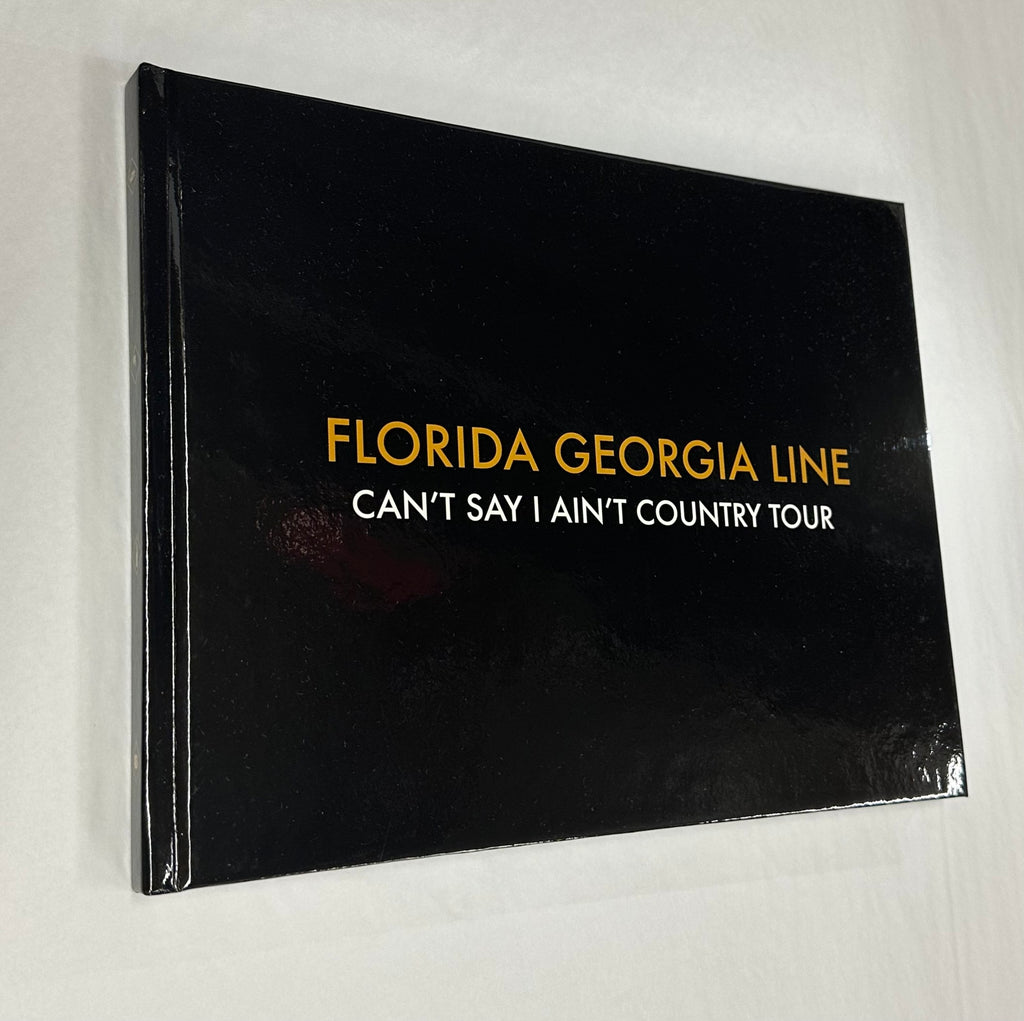 FLORIDA GEORGIA LINE
CAN'T SAY I AIN'T COUNTRY TOUR